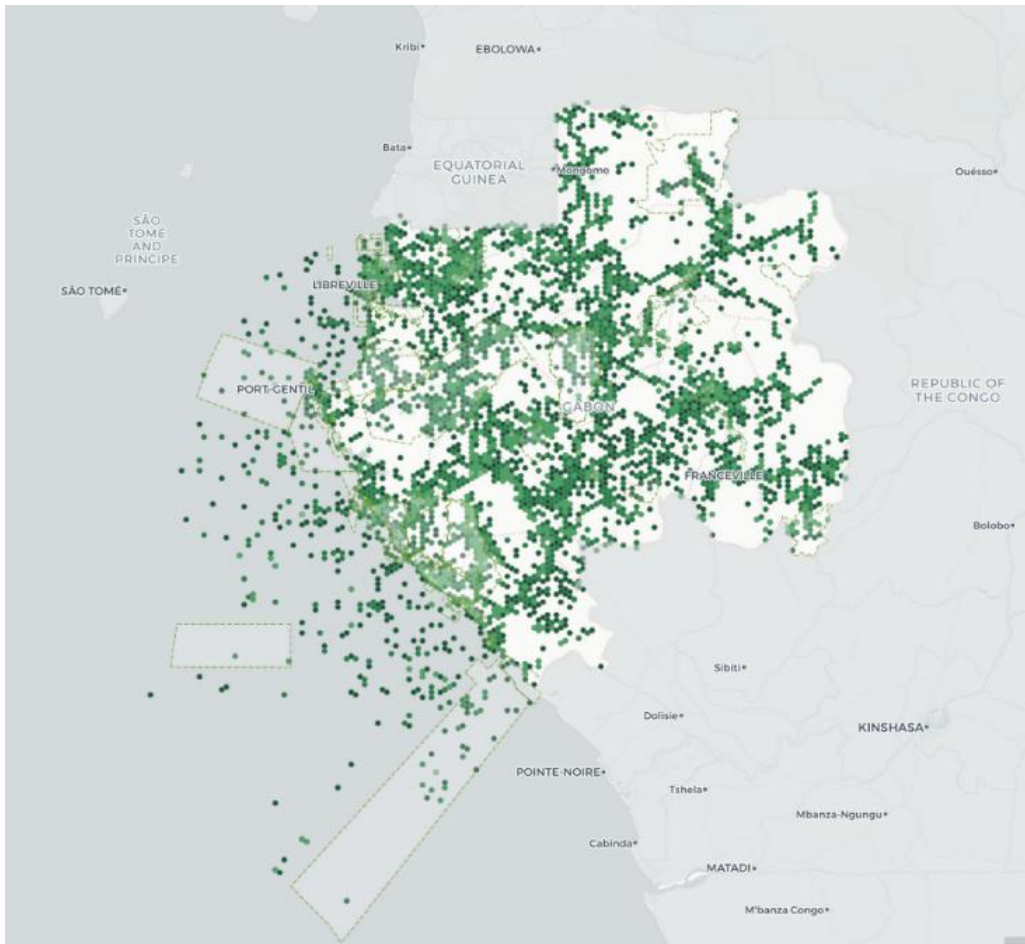 Kribi
EBOLOWA
Bata
EQUATORIAL
GUINEA
Mongomo
Ouésso
SÃO
TOMÉ
AND
PRÍNCIPE
SÃO TOMÉ
LIBREVILLE
PORT-GENTIL
GABON
REPUBLIC OF
THE CONGO
FRANCEVILLE
Bolobo
Sibiti
Dolisie
KINSHASA
POINTE-NOIRE
Tshela
Mbanza-Ngungu
Cabinda
MATADI
M'banza Congo